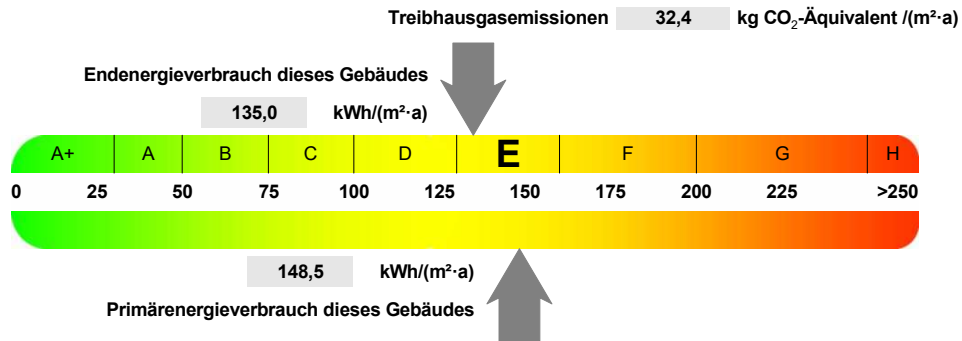 Treibhausgasemissionen 32,4 kg CO₂-Äquivalent /(m²·a)
Endenergieverbrauch dieses Gebäudes
135,0 kWh/(m²·a)
A+ A B C D E F G H
0 25 50 75 100 125 150 175 200 225 >250
148,5 kWh/(m²·a)
Primärenergieverbrauch dieses Gebäudes